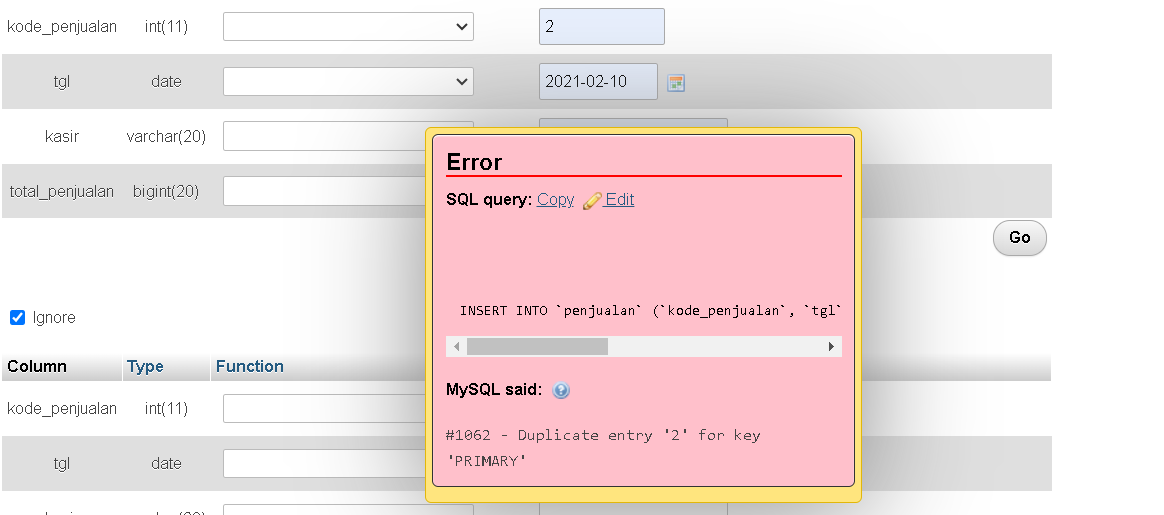 kode_penjualan int(11) 2
tgl date 2021-02-10
kasir varchar(20)
total_penjualan bigint(20)
Error
SQL query: Copy Edit
Go
INSERT INTO `penjualan` (`kode_penjualan`, `tgl`
Ignore
Column Type Function
MySQL said:
kode_penjualan int(11)
#1062 - Duplicate entry '2' for key
'PRIMARY'
tgl date